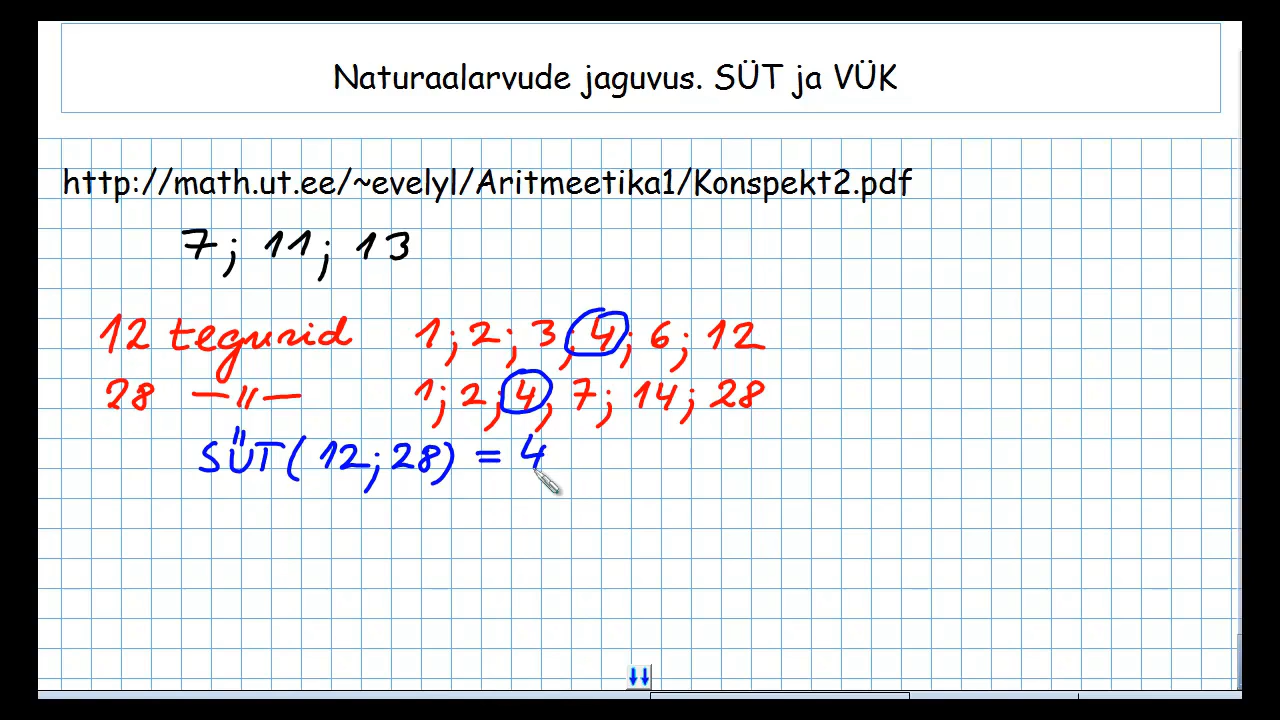 Naturaalarvude jaguvus. SÜT ja VÜK
http://math.ut.ee/~evelyl/Aritmeetika1/Konspekt2.pdf
7; 11; 13
12 tegurid 1; 2; 3; 4; 6; 12
28 —〃— 1; 2; 4; 7; 14; 28
SÜT(12; 28) = 4